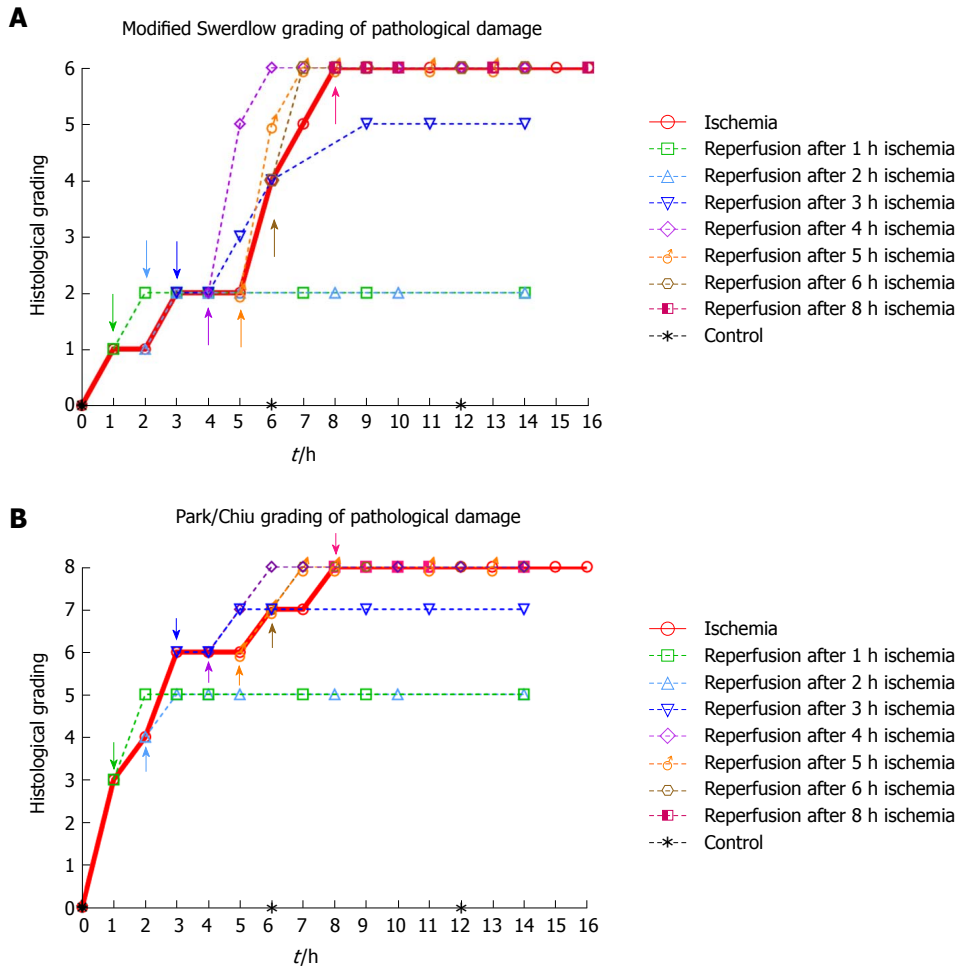 A
Modified Swerdlow grading of pathological damage
6
5
4
3
2
1
0
Histological grading
0 1 2 3 4 5 6 7 8 9 10 11 12 13 14 15 16
t/h
Ischemia
Reperfusion after 1 h ischemia
Reperfusion after 2 h ischemia
Reperfusion after 3 h ischemia
Reperfusion after 4 h ischemia
Reperfusion after 5 h ischemia
Reperfusion after 6 h ischemia
Reperfusion after 8 h ischemia
Control
B
Park/Chiu grading of pathological damage
8
7
6
5
4
3
2
1
0
Histological grading
0 1 2 3 4 5 6 7 8 9 10 11 12 13 14 15 16
t/h
Ischemia
Reperfusion after 1 h ischemia
Reperfusion after 2 h ischemia
Reperfusion after 3 h ischemia
Reperfusion after 4 h ischemia
Reperfusion after 5 h ischemia
Reperfusion after 6 h ischemia
Reperfusion after 8 h ischemia
Control